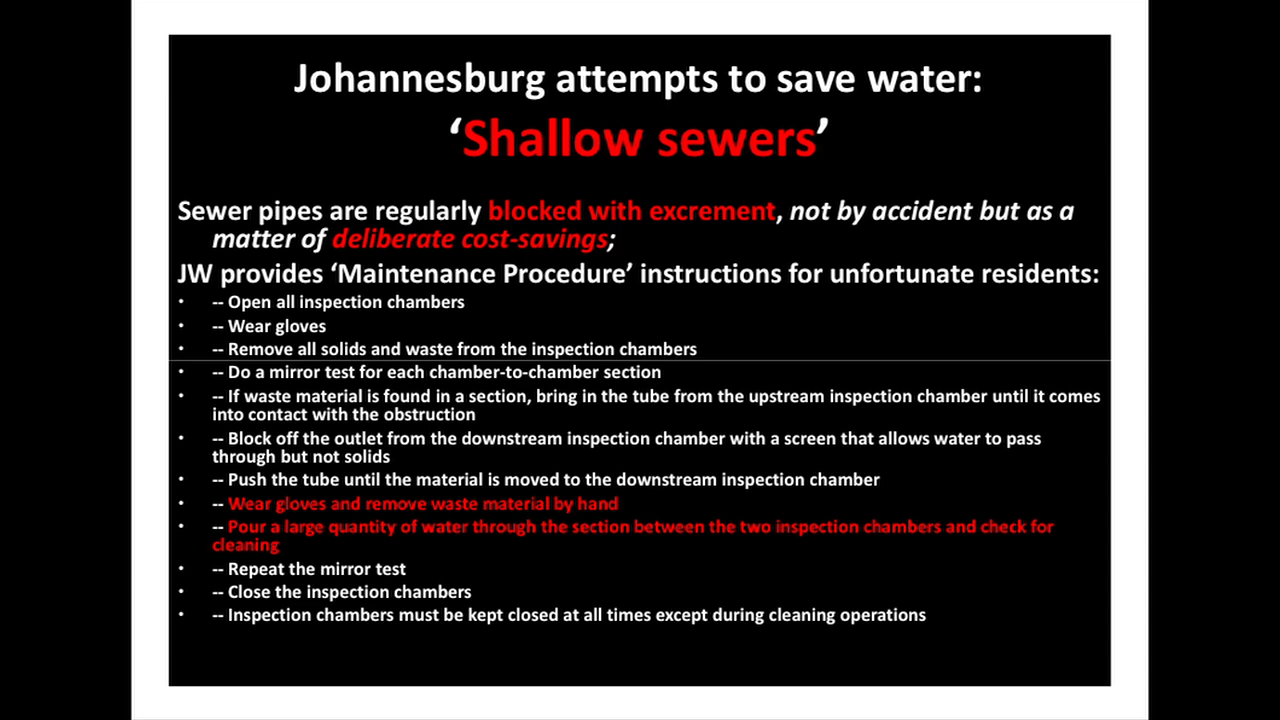 Johannesburg attempts to save water:
‘Shallow sewers’
Sewer pipes are regularly blocked with excrement, not by accident but as a
matter of deliberate cost-savings;
JW provides ‘Maintenance Procedure’ instructions for unfortunate residents:
• -- Open all inspection chambers
• -- Wear gloves
• -- Remove all solids and waste from the inspection chambers
• -- Do a mirror test for each chamber-to-chamber section
• -- If waste material is found in a section, bring in the tube from the upstream inspection chamber until it comes
into contact with the obstruction
• -- Block off the outlet from the downstream inspection chamber with a screen that allows water to pass
through but not solids
• -- Push the tube until the material is moved to the downstream inspection chamber
• -- Wear gloves and remove waste material by hand
• -- Pour a large quantity of water through the section between the two inspection chambers and check for
cleaning
• -- Repeat the mirror test
• -- Close the inspection chambers
• -- Inspection chambers must be kept closed at all times except during cleaning operations